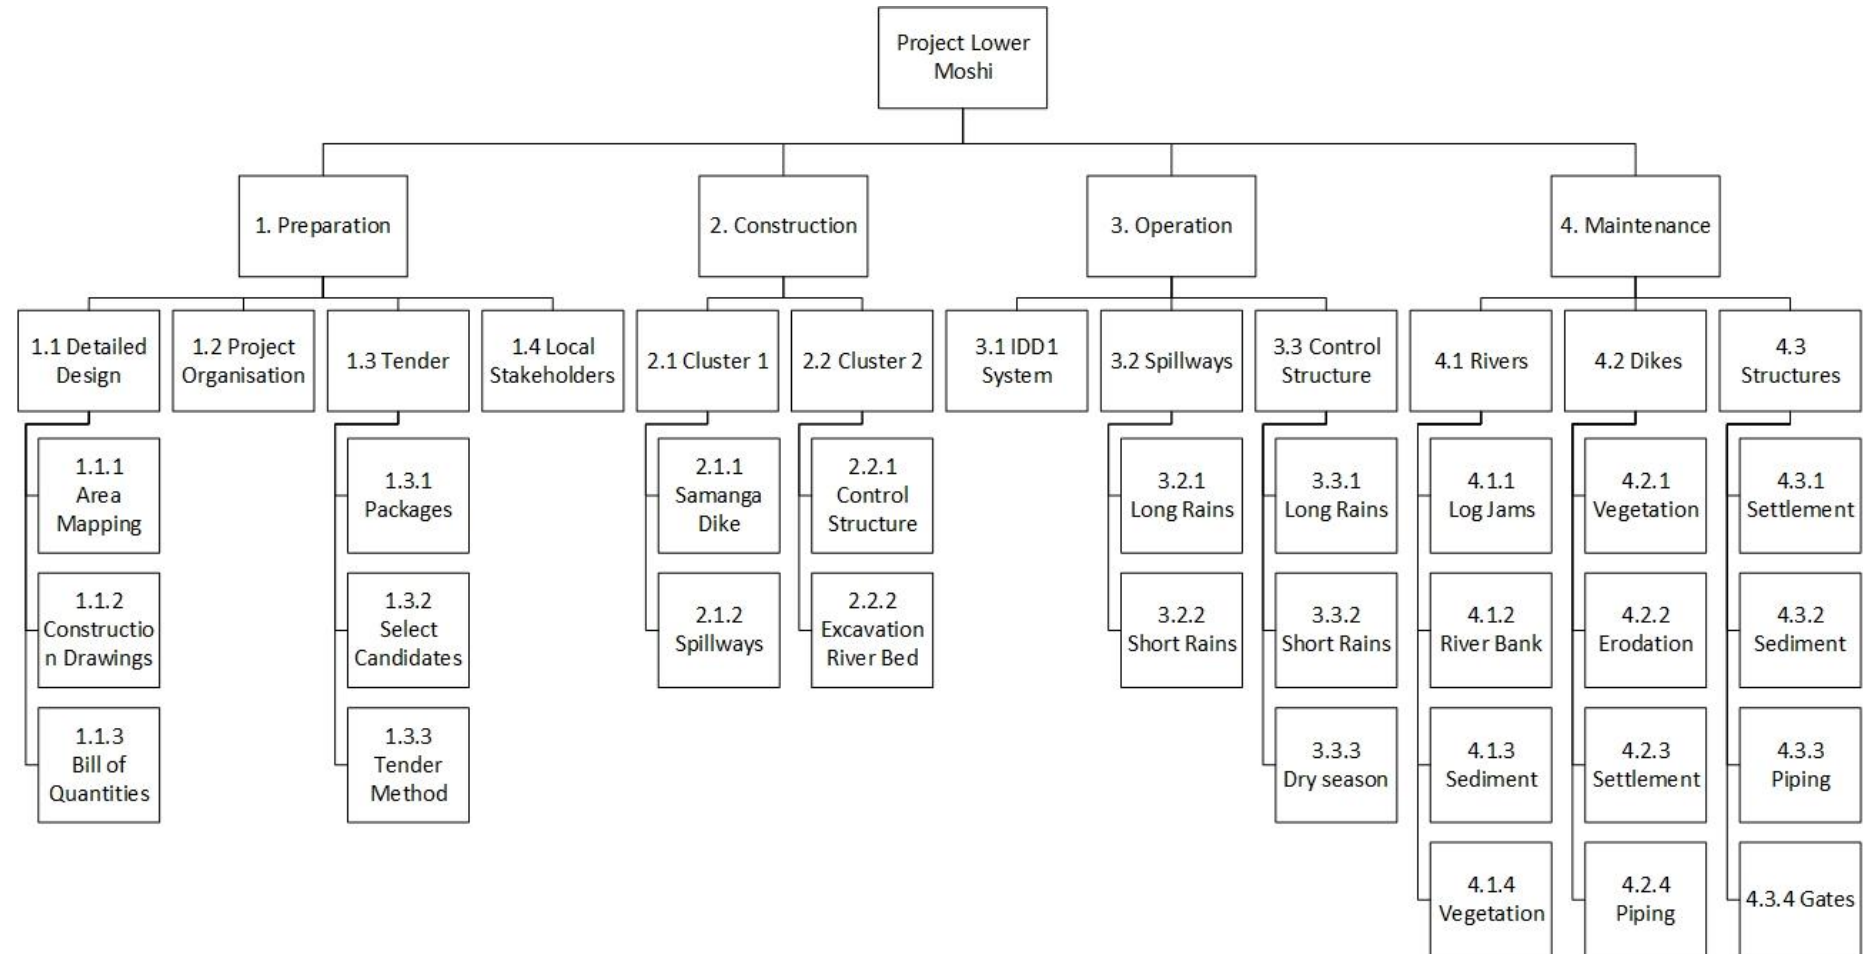 Project Lower
Moshi
1. Preparation
2. Construction
3. Operation
4. Maintenance
1.1 Detailed
Design
1.2 Project
Organisation
1.3 Tender
1.4 Local
Stakeholders
2.1 Cluster 1
2.2 Cluster 2
3.1 IDD1
System
3.2 Spillways
3.3 Control
Structure
4.1 Rivers
4.2 Dikes
4.3
Structures
1.1.1
Area
Mapping
1.3.1
Packages
2.1.1
Samanga
Dike
2.2.1
Control
Structure
3.2.1
Long Rains
3.3.1
Long Rains
4.1.1
Log Jams
4.2.1
Vegetation
4.3.1
Settlement
1.1.2
Constructio
n Drawings
1.3.2
Select
Candidates
2.1.2
Spillways
2.2.2
Excavation
River Bed
3.2.2
Short Rains
3.3.2
Short Rains
4.1.2
River Bank
4.2.2
Erodation
4.3.2
Sediment
1.1.3
Bill of
Quantities
1.3.3
Tender
Method
3.3.3
Dry season
4.1.3
Sediment
4.2.3
Settlement
4.3.3
Piping
4.1.4
Vegetation
4.2.4
Piping
4.3.4 Gates